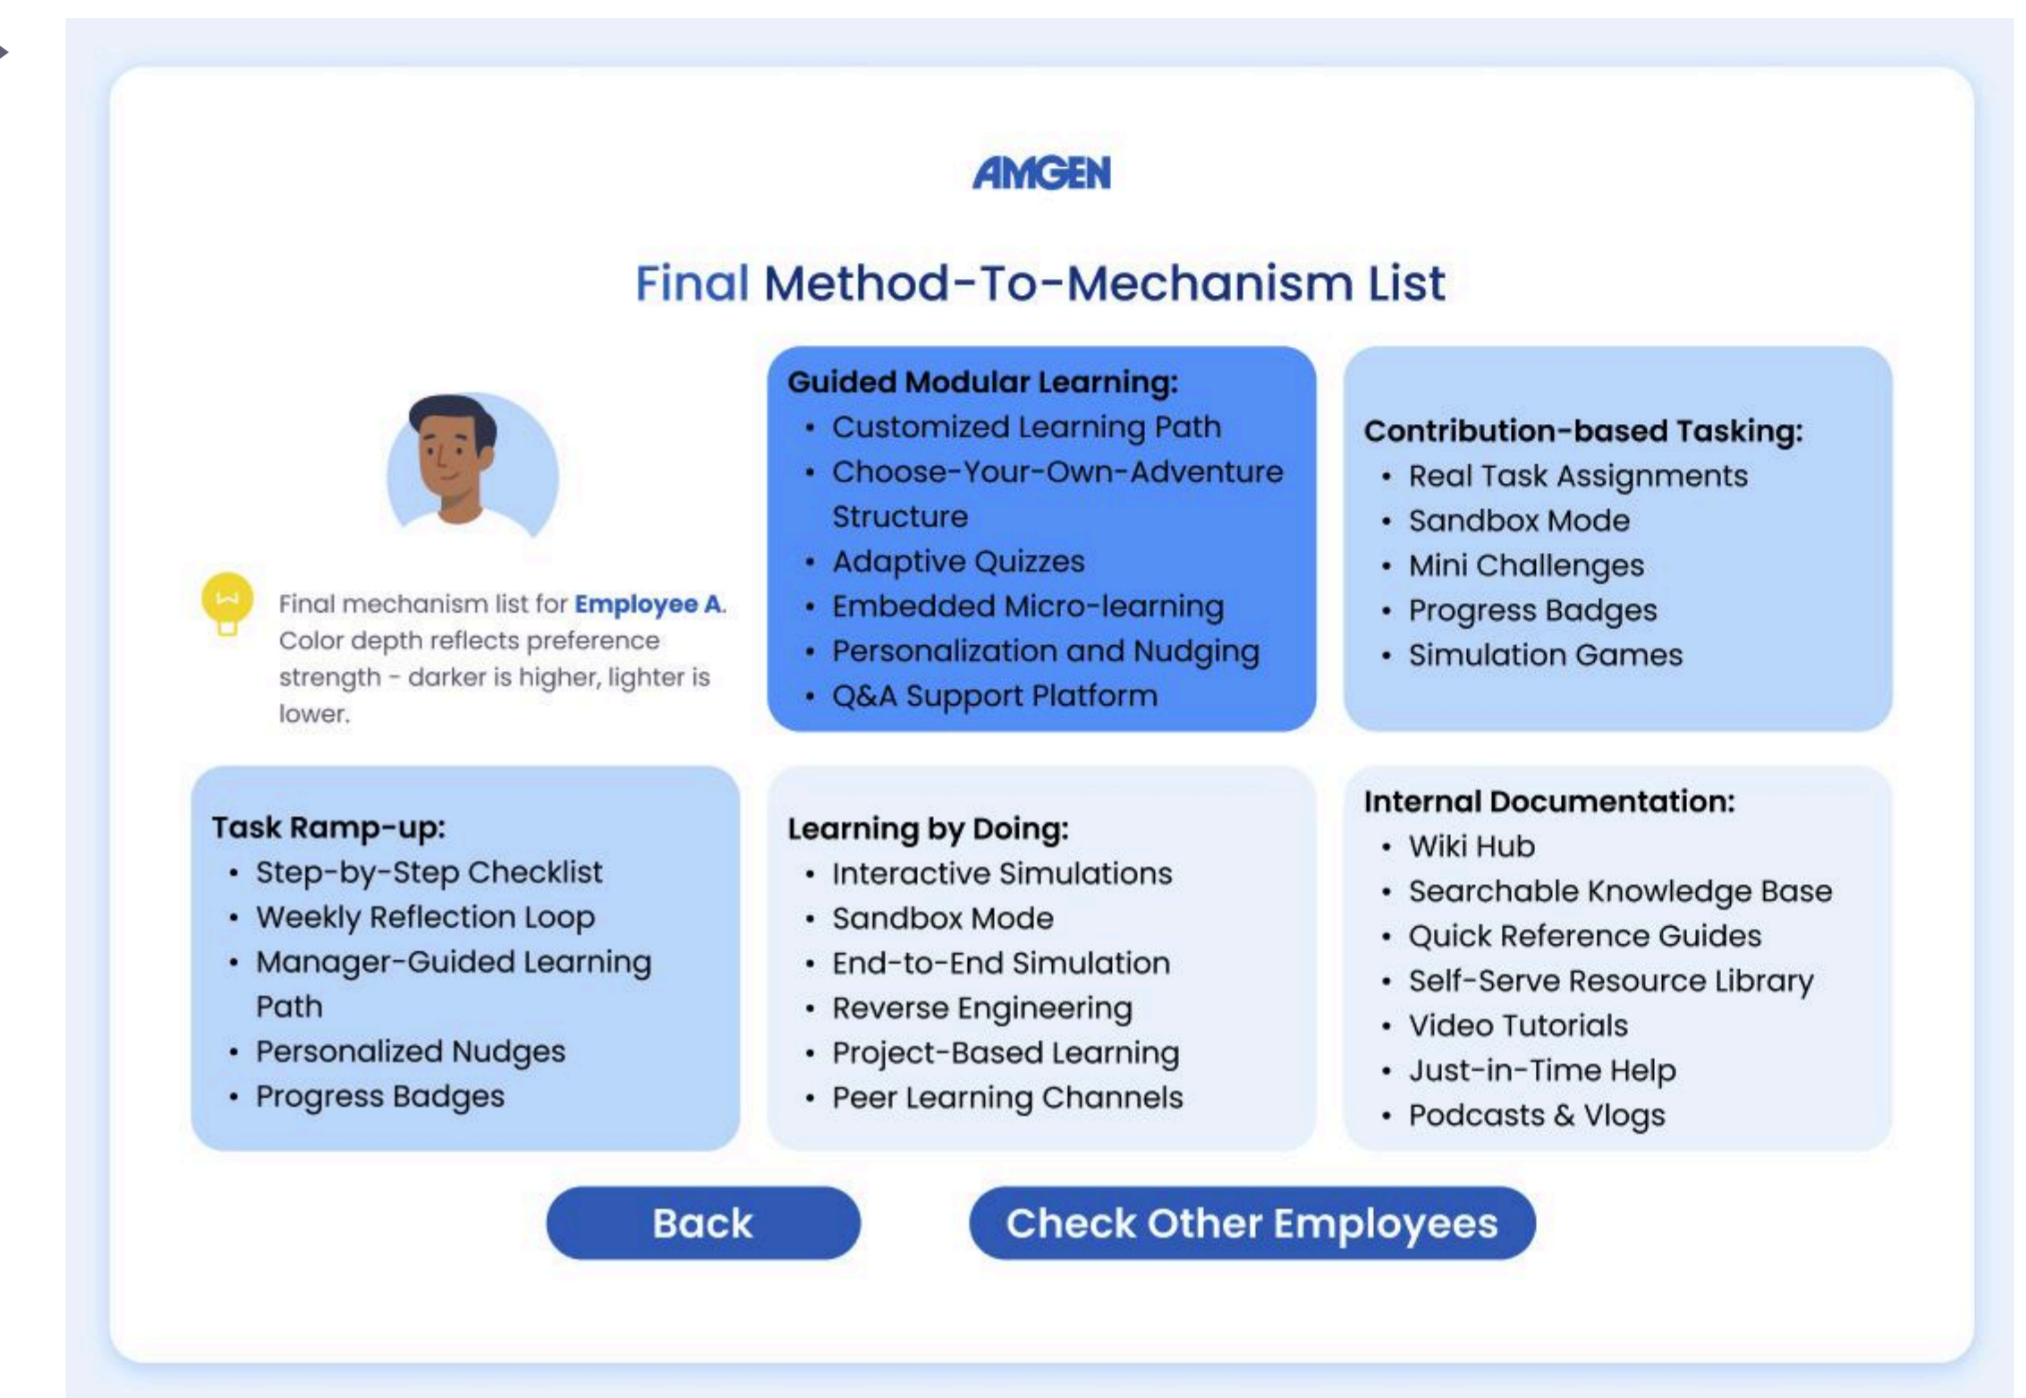 AMGEN
Final Method-To-Mechanism List
Final mechanism list for Employee A.
Color depth reflects preference
strength - darker is higher, lighter is
lower.
Guided Modular Learning:
• Customized Learning Path
• Choose-Your-Own-Adventure
Structure
• Adaptive Quizzes
• Embedded Micro-learning
• Personalization and Nudging
• Q&A Support Platform
Contribution-based Tasking:
• Real Task Assignments
• Sandbox Mode
• Mini Challenges
• Progress Badges
• Simulation Games
Task Ramp-up:
• Step-by-Step Checklist
• Weekly Reflection Loop
• Manager-Guided Learning
Path
• Personalized Nudges
• Progress Badges
Learning by Doing:
• Interactive Simulations
• Sandbox Mode
• End-to-End Simulation
• Reverse Engineering
• Project-Based Learning
• Peer Learning Channels
Internal Documentation:
• Wiki Hub
• Searchable Knowledge Base
• Quick Reference Guides
• Self-Serve Resource Library
• Video Tutorials
• Just-in-Time Help
• Podcasts & Vlogs
Back
Check Other Employees